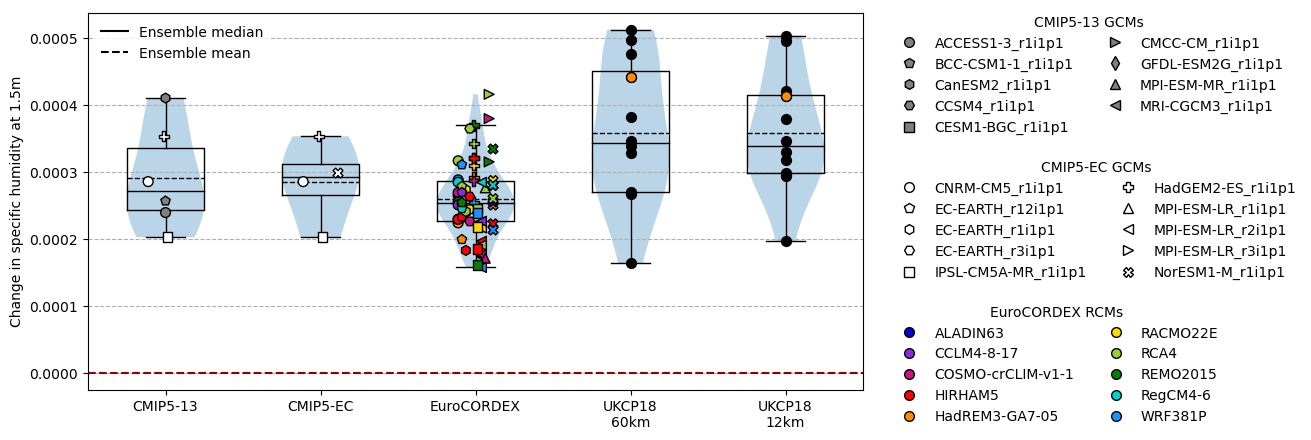 Change in specific humidity at 1.5m
0.0005
0.0004
0.0003
0.0002
0.0001
0.0000
Ensemble median
Ensemble mean
CMIP5-13
CMIP5-EC
EuroCORDEX
UKCP18
60km
UKCP18
12km
CMIP5-13 GCMs
ACCESS1-3_r1i1p1
BCC-CSM1-1_r1i1p1
CanESM2_r1i1p1
CCSM4_r1i1p1
CESM1-BGC_r1i1p1
CMCC-CM_r1i1p1
GFDL-ESM2G_r1i1p1
MPI-ESM-MR_r1i1p1
MRI-CGCM3_r1i1p1
CMIP5-EC GCMs
CNRM-CM5_r1i1p1
EC-EARTH_r12i1p1
EC-EARTH_r1i1p1
EC-EARTH_r3i1p1
IPSL-CM5A-MR_r1i1p1
HadGEM2-ES_r1i1p1
MPI-ESM-LR_r1i1p1
MPI-ESM-LR_r2i1p1
MPI-ESM-LR_r3i1p1
NorESM1-M_r1i1p1
EuroCORDEX RCMs
ALADIN63
CCLM4-8-17
COSMO-crCLIM-v1-1
HIRHAM5
HadREM3-GA7-05
RACMO22E
RCA4
REMO2015
RegCM4-6
WRF381P